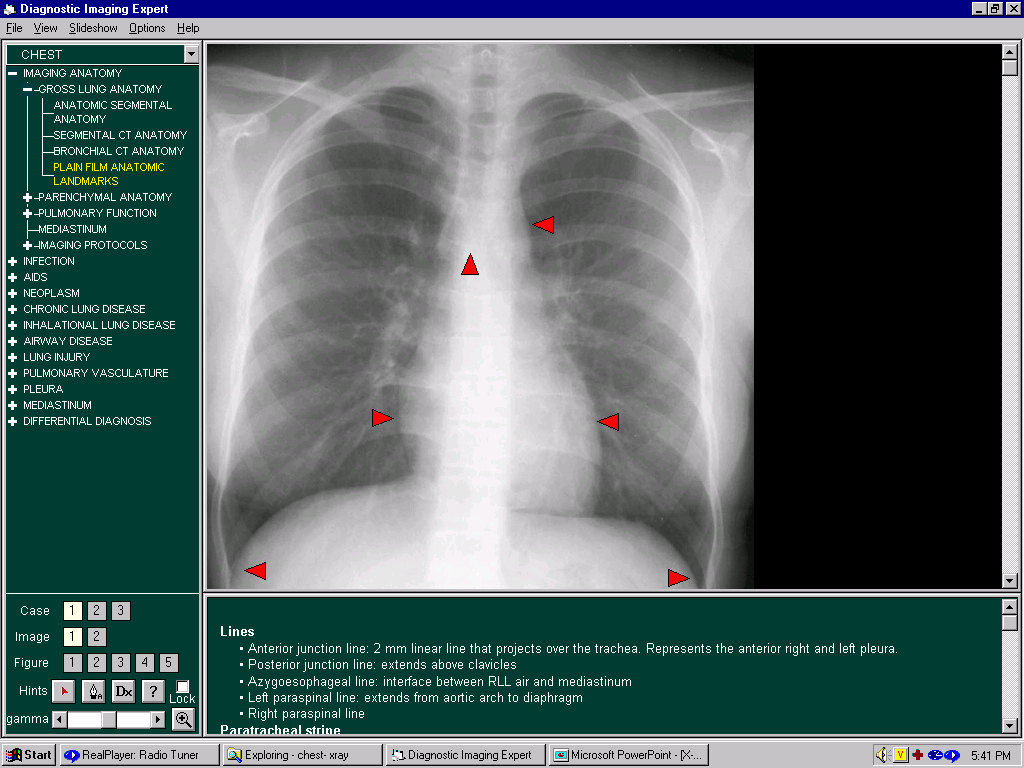 Diagnostic Imaging Expert
File View Slideshow Options Help
CHEST
IMAGING ANATOMY
GROSS LUNG ANATOMY
ANATOMIC SEGMENTAL
ANATOMY
SEGMENTAL CT ANATOMY
BRONCHIAL CT ANATOMY
PLAIN FILM ANATOMIC
LANDMARKS
PARENCHYMAL ANATOMY
PULMONARY FUNCTION
MEDIASTINUM
IMAGING PROTOCOLS
INFECTION
AIDS
NEOPLASM
CHRONIC LUNG DISEASE
INHALATIONAL LUNG DISEASE
AIRWAY DISEASE
LUNG INJURY
PULMONARY VASCULATURE
PLEURA
MEDIASTINUM
DIFFERENTIAL DIAGNOSIS
Case 1 2 3
Image 1 2
Figure 1 2 3 4 5
Hints A Dx ? Lock
gamma
Lines
• Anterior junction line: 2 mm linear line that projects over the trachea. Represents the anterior right and left pleura.
• Posterior junction line: extends above clavicles
• Azygoesophageal line: interface between RLL air and mediastinum
• Left paraspinal line: extends from aortic arch to diaphragm
• Right paraspinal line
Paratracheal stripe
Start RealPlayer: Radio Tuner Exploring - chest- xray Diagnostic Imaging Expert Microsoft PowerPoint - [X-... V 5:41 PM